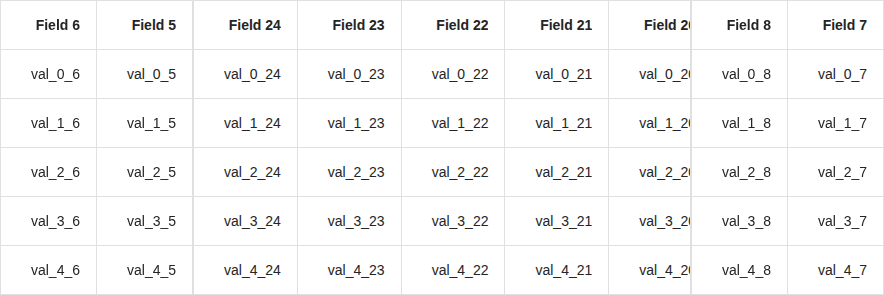 Field 6 Field 5 Field 24 Field 23 Field 22 Field 21 Field Field 8 Field 7
val_0_6 val_0_5 val_0_24 val_0_23 val_0_22 val_0_21 val_0_8 val_0_7
val_1_6 val_1_5 val_1_24 val_1_23 val_1_22 val_1_21 val_1_8 val_1_7
val_2_6 val_2_5 val_2_24 val_2_23 val_2_22 val_2_21 val_2_8 val_2_7
val_3_6 val_3_5 val_3_24 val_3_23 val_3_22 val_3_21 val_3_8 val_3_7
val_4_6 val_4_5 val_4_24 val_4_23 val_4_22 val_4_21 val_4_8 val_4_7